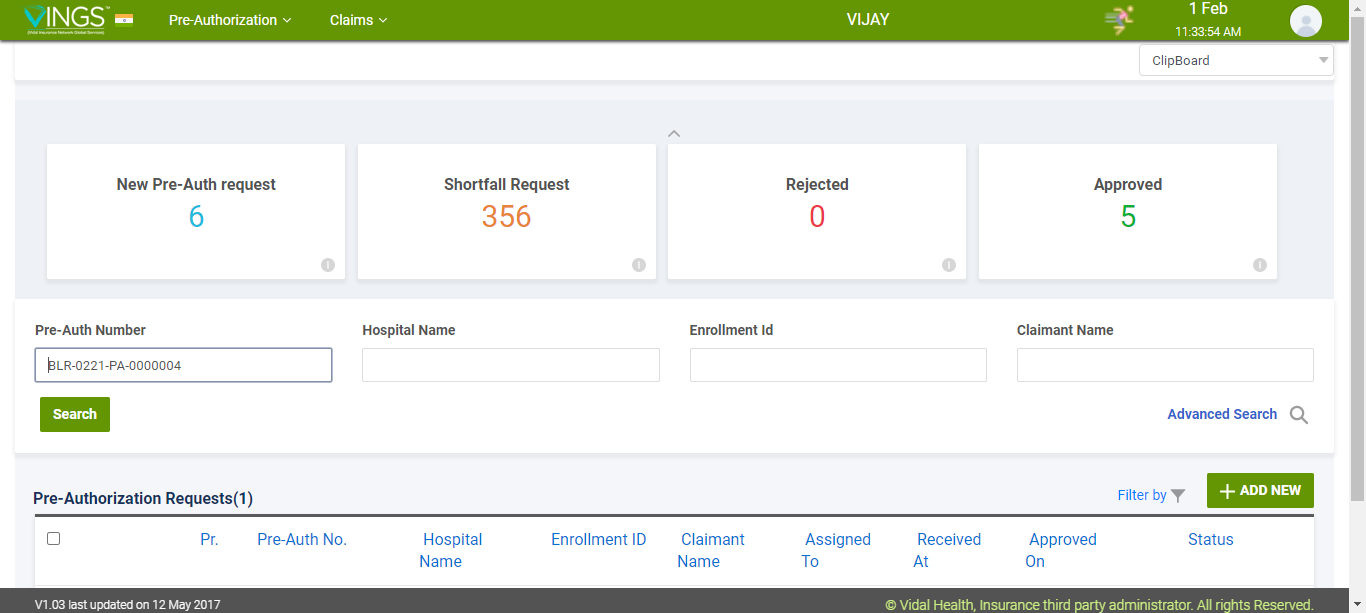 VINGS™ Pre-Authorization Claims VIJAY 1 Feb
(Vidal Insurance Network Global Services) 11:33:54 AM
ClipBoard
New Pre-Auth request Shortfall Request Rejected Approved
6 356 0 5
Pre-Auth Number Hospital Name Enrollment Id Claimant Name
BLR-0221-PA-0000004
Search Advanced Search
Pre-Authorization Requests(1) Filter by ADD NEW
Pr. Pre-Auth No. Hospital Enrollment ID Claimant Assigned Received Approved Status
Name Name To At On
V1.03 last updated on 12 May 2017 © Vidal Health, Insurance third party administrator. All rights Reserved.